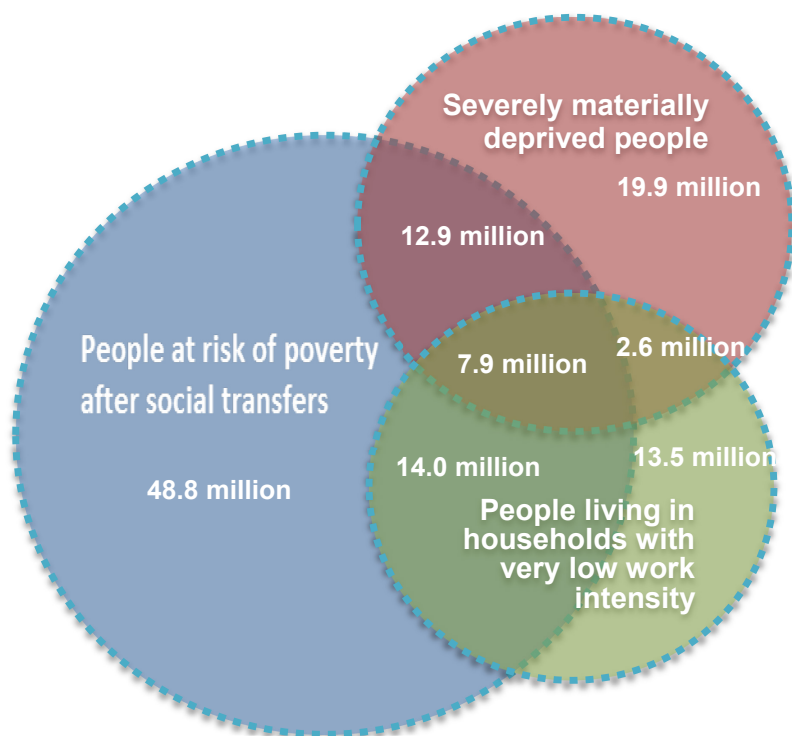 Severely materially
deprived people
19.9 million
12.9 million
People at risk of poverty
after social transfers
7.9 million
2.6 million
48.8 million
14.0 million
13.5 million
People living in
households with
very low work
intensity